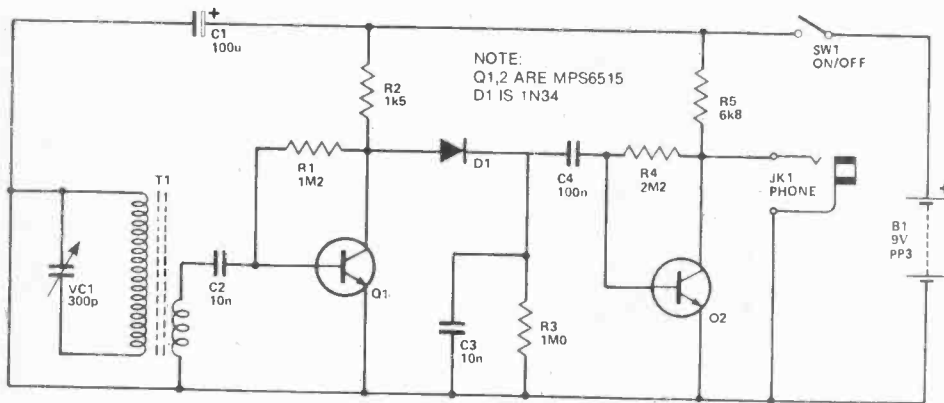 +
C1
100u
NOTE:
Q1,2 ARE MPS6515
D1 IS 1N34
SW1
ON/OFF
R2
1k5
R5
6k8
R1
1M2
D1
C4
100n
R4
2M2
JK1
PHONE
T1
VC1
300p
C2
10n
Q1
C3
10n
R3
1M0
O2
+
B1
9V
PP3